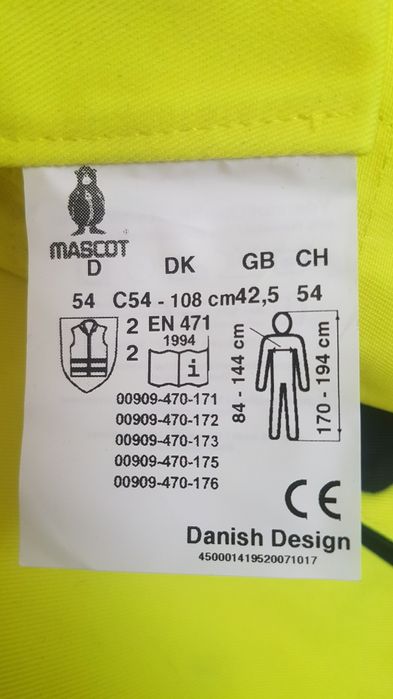 MASCOT
D DK GB CH
54 C54 - 108 cm 42,5 54
2 EN 471
2 1994
i
84 - 144 cm
170 - 194 cm
00909-470-171
00909-470-172
00909-470-173
00909-470-175
00909-470-176
CE
Danish Design
450001419520071017